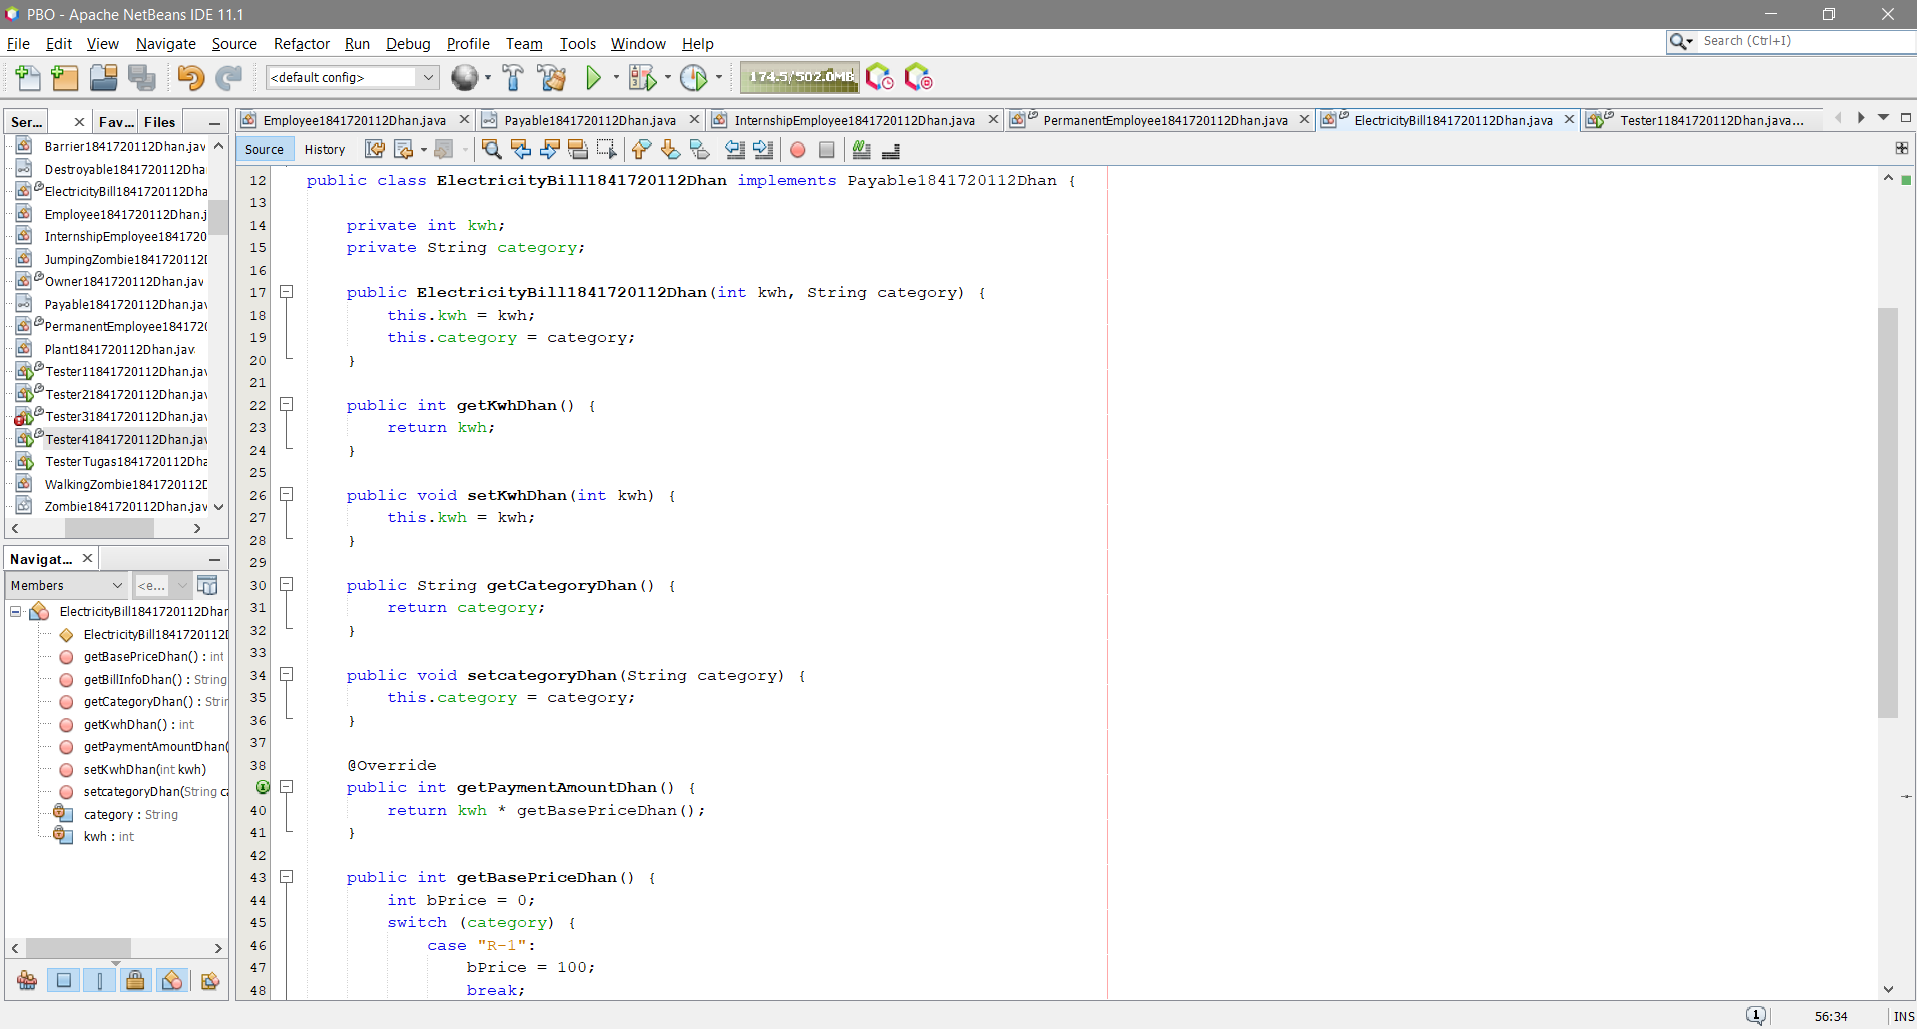 PBO - Apache NetBeans IDE 11.1
File Edit View Navigate Source Refactor Run Debug Profile Team Tools Window Help
Search (Ctrl+I)
<default config>
174.5/502.0MB
Ser... Fav... Files
Employee1841720112Dhan.java Payable1841720112Dhan.java InternshipEmployee1841720112Dhan.java PermanentEmployee1841720112Dhan.java ElectricityBill1841720112Dhan.java Tester11841720112Dhan.java...
Source History
Barrier1841720112Dhan.jav
Destroyable1841720112Dha
ElectricityBill1841720112Dha
Employee1841720112Dhan.j
InternshipEmployee1841720
JumpingZombie1841720112D
Owner1841720112Dhan.jav
Payable1841720112Dhan.jav
PermanentEmployee184172
Plant1841720112Dhan.jav
Tester11841720112Dhan.jav
Tester21841720112Dhan.jav
Tester31841720112Dhan.jav
Tester41841720112Dhan.jav
TesterTugas1841720112Dha
WalkingZombie1841720112D
Zombie1841720112Dhan.jav
Navigat...
Members <e...
ElectricityBill1841720112Dhan
ElectricityBill1841720112D
getBasePriceDhan() : int
getBillInfoDhan() : String
getCategoryDhan() : Strin
getKwhDhan() : int
getPaymentAmountDhan(
setKwhDhan(int kwh)
setcategoryDhan(String ca
category : String
kwh : int
12 public class ElectricityBill1841720112Dhan implements Payable1841720112Dhan {
13
14 private int kwh;
15 private String category;
16
17 public ElectricityBill1841720112Dhan(int kwh, String category) {
18 this.kwh = kwh;
19 this.category = category;
20 }
21
22 public int getKwhDhan() {
23 return kwh;
24 }
25
26 public void setKwhDhan(int kwh) {
27 this.kwh = kwh;
28 }
29
30 public String getCategoryDhan() {
31 return category;
32 }
33
34 public void setcategoryDhan(String category) {
35 this.category = category;
36 }
37
38 @Override
public int getPaymentAmountDhan() {
40 return kwh * getBasePriceDhan();
41 }
42
43 public int getBasePriceDhan() {
44 int bPrice = 0;
45 switch (category) {
46 case "R-1":
47 bPrice = 100;
48 break;
1 56:34 INS